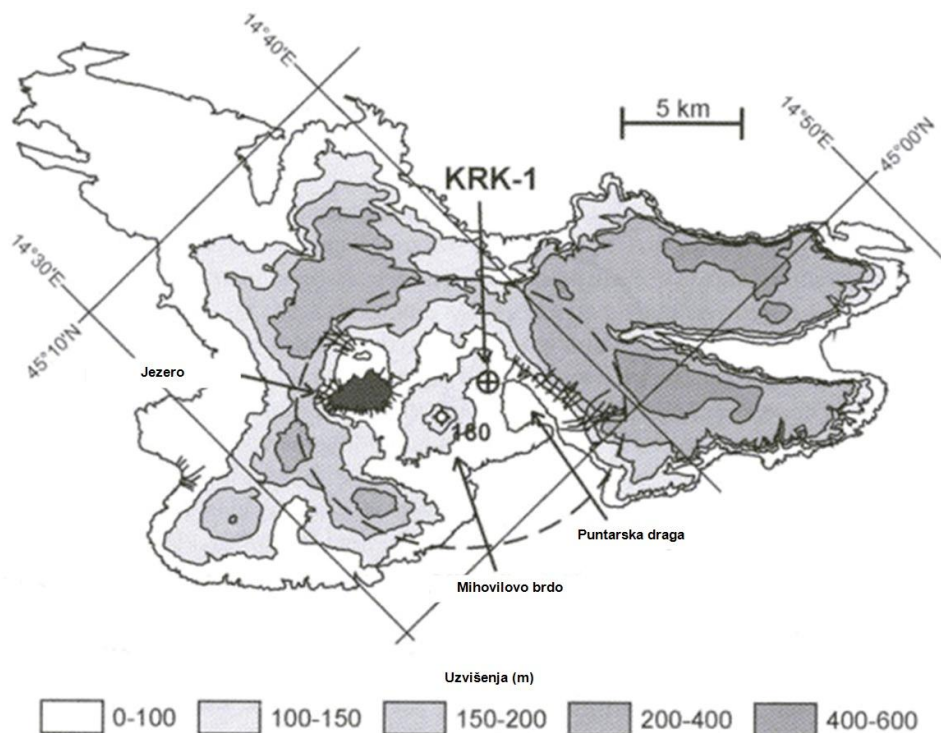 14°40'E
5 km
14°50'E
45°00'N
KRK-1
14°30'E
45°10'N
Jezero
180
Puntarska draga
Mihovilovo brdo
Uzvišenja (m)
0-100 100-150 150-200 200-400 400-600